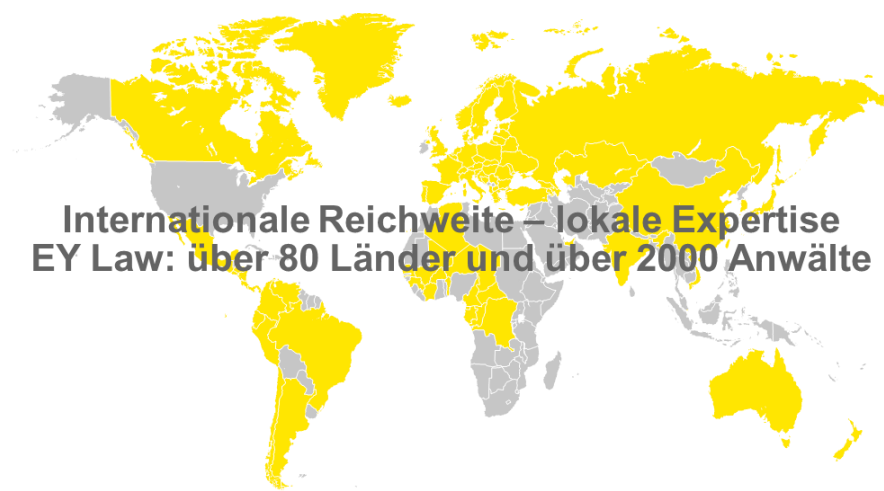 Internationale Reichweite – lokale Expertise
EY Law: über 80 Länder und über 2000 Anwälte